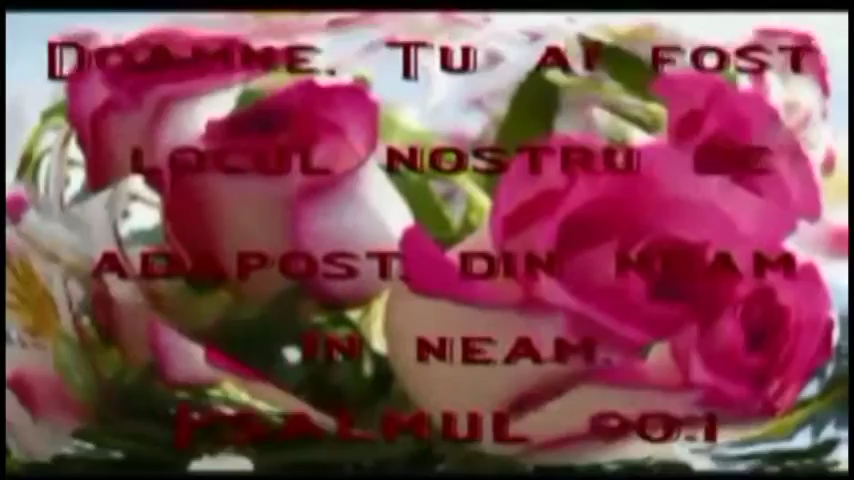 Doamne, Tu ai fost
locul nostru de
adapost, din neam
in neam.
Psalmul 90:1